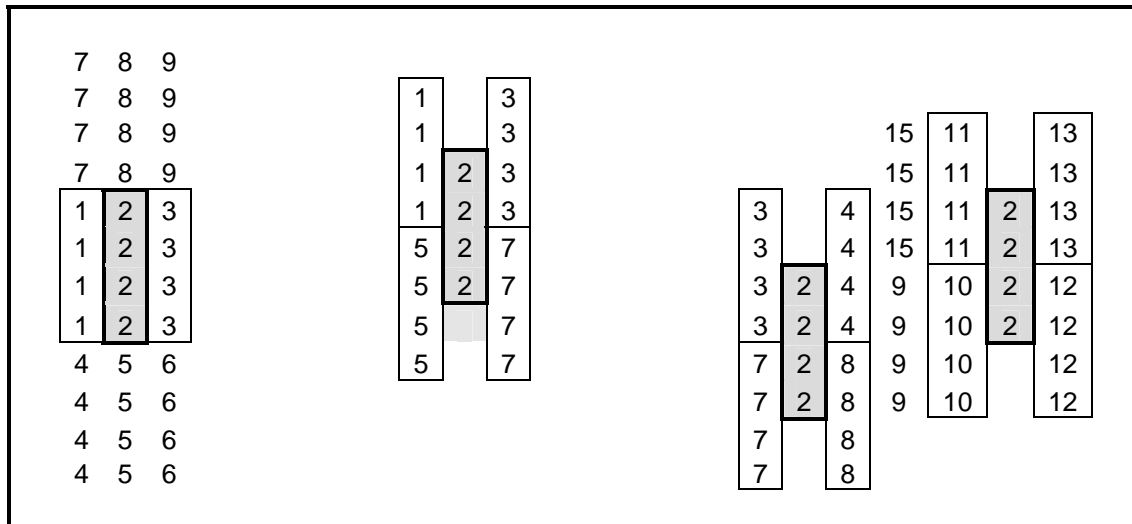 7 8 9
7 8 9 1 3
7 8 9 1 3 15 11 13
7 8 9 1 2 3 15 11 13
1 2 3 1 2 3 3 4 15 11 2 13
1 2 3 5 2 7 3 4 15 11 2 13
1 2 3 5 2 7 3 2 4 9 10 2 12
1 2 3 5 7 3 2 4 9 10 2 12
4 5 6 5 7 7 2 8 9 10 12
4 5 6 7 2 8 9 10 12
4 5 6 7 8
4 5 6 7 8